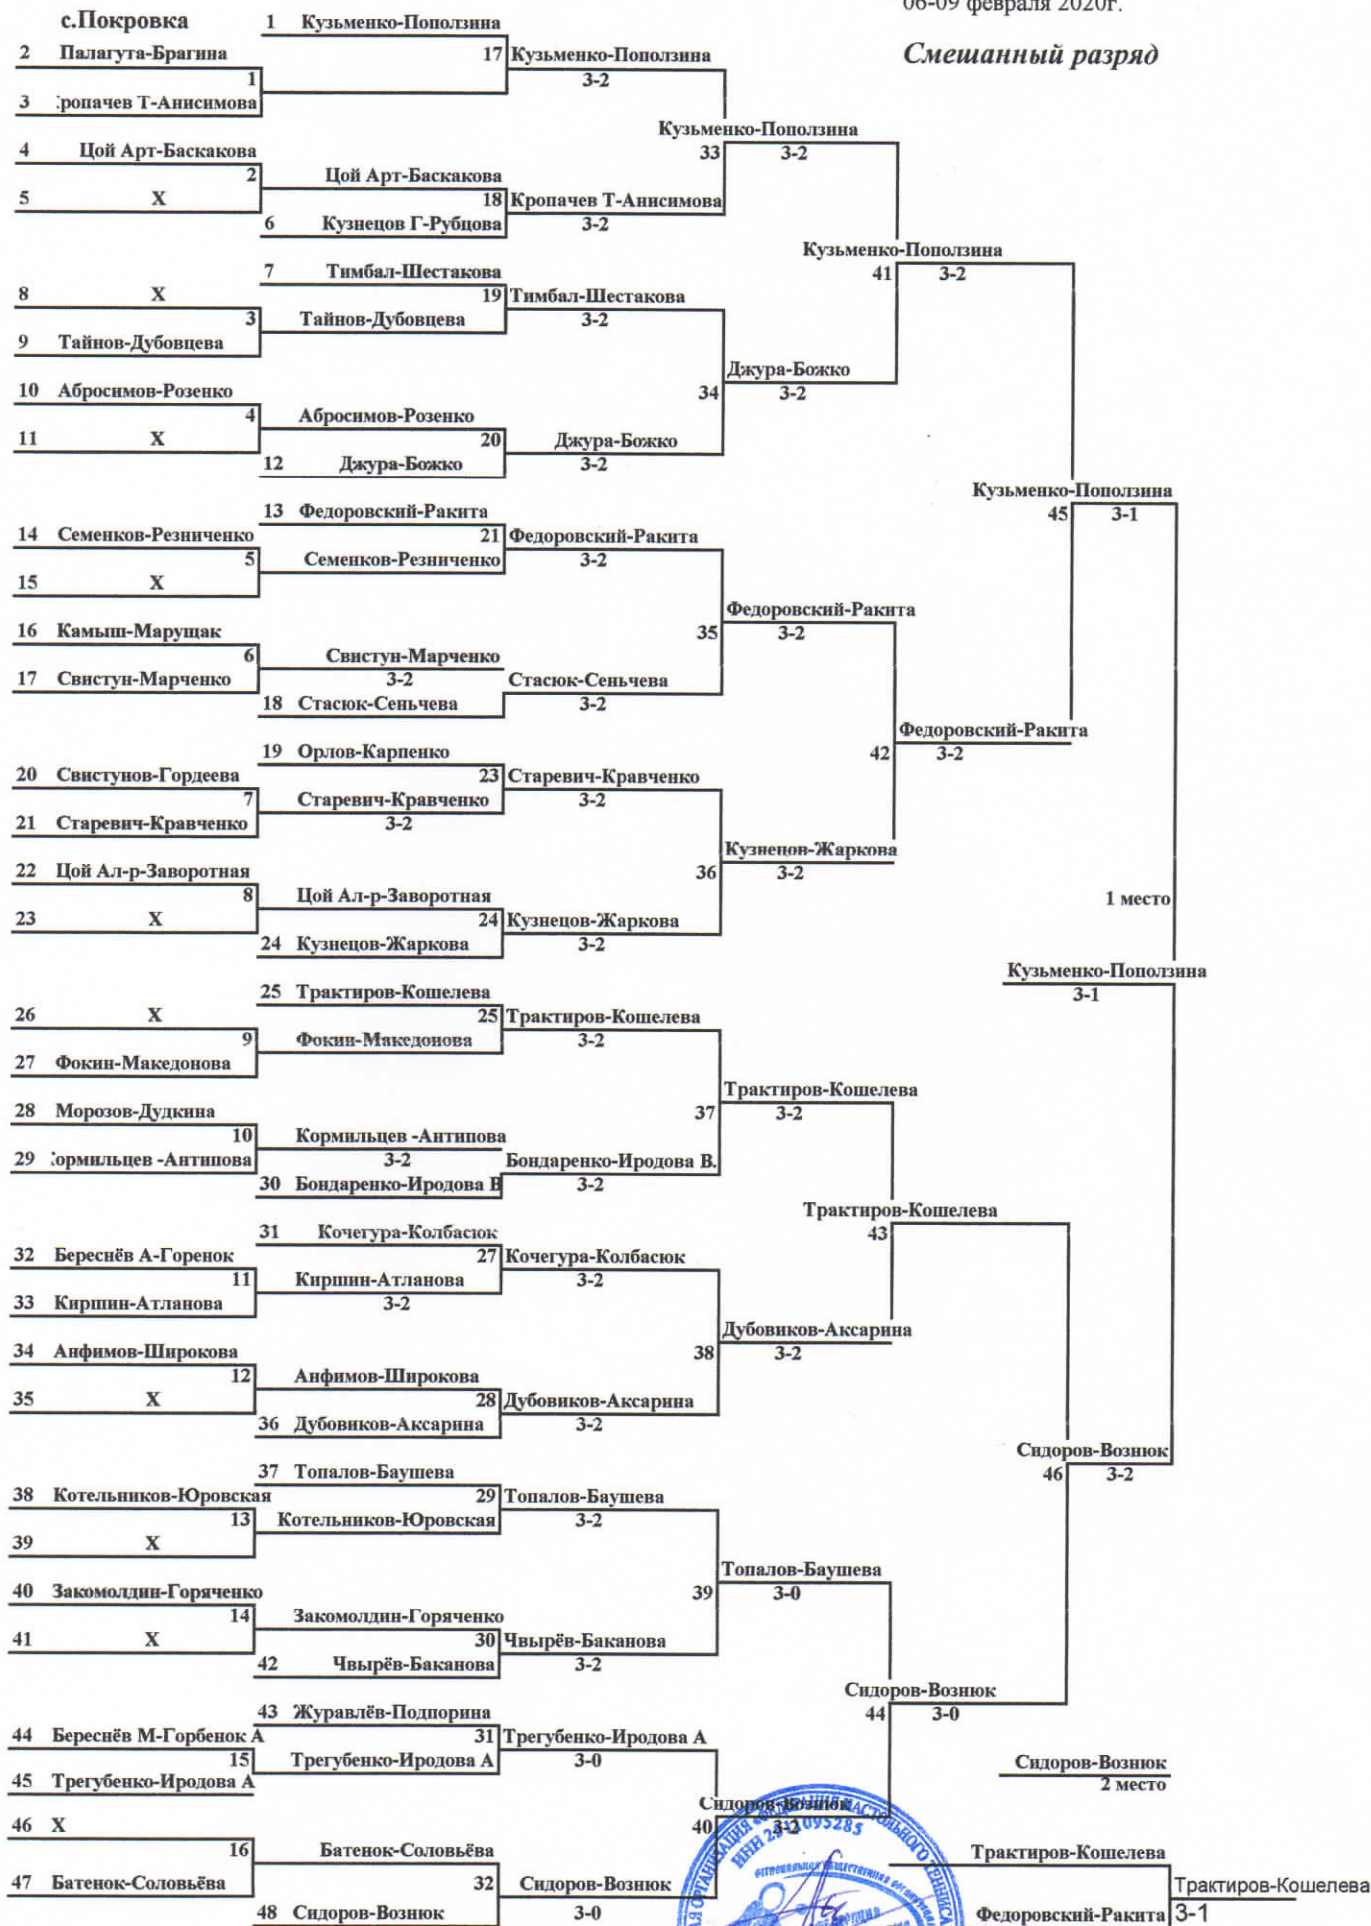 06-09 февраля 2020г.
с.Покровка
Смешанный разряд
1 Кузьменко-Поползина
2 Палагута-Брагина
17 Кузьменко-Поползина
1
3-2
3 ропачев Т-Анисимова
Кузьменко-Поползина
33 3-2
4 Цой Арт-Баскакова
2 Цой Арт-Баскакова
5 X
18 Кропачев Т-Анисимова
6 Кузнецов Г-Рубцова
3-2
Кузьменко-Поползина
41 3-2
7 Тимбал-Шестакова
8 X
19 Тимбал-Шестакова
3 Тайнов-Дубовцева
3-2
9 Тайнов-Дубовцева
Джура-Божко
34 3-2
10 Абросимов-Розенко
4 Абросимов-Розенко
11 X
20 Джура-Божко
12 Джура-Божко
3-2
Кузьменко-Поползина
45 3-1
13 Федоровский-Ракита
14 Семенков-Резниченко
21 Федоровский-Ракита
5 Семенков-Резниченко
3-2
15 X
Федоровский-Ракита
35 3-2
16 Камыш-Марущак
6 Свистун-Марченко
3-2
17 Свистун-Марченко
Стасюк-Сеньчева
18 Стасюк-Сеньчева
3-2
Федоровский-Ракита
42 3-2
19 Орлов-Карпенко
20 Свистунов-Гордеева
23 Старевич-Кравченко
7 Старевич-Кравченко
3-2
21 Старевич-Кравченко
3-2
Кузнецов-Жаркова
36 3-2
22 Цой Ал-р-Заворотная
8 Цой Ал-р-Заворотная
1 место
23 X
24 Кузнецов-Жаркова
24 Кузнецов-Жаркова
3-2
Кузьменко-Поползина
3-1
25 Трактиров-Кошелева
26 X
25 Трактиров-Кошелева
9 Фокин-Македонова
3-2
27 Фокин-Македонова
Трактиров-Кошелева
37 3-2
28 Морозов-Дудкина
10 Кормильцев -Антипова
3-2
29 ормильцев -Антипова
Бондаренко-Иродова В.
30 Бондаренко-Иродова В
3-2
Трактиров-Кошелева
43
31 Кочегура-Колбасюк
32 Береснёв А-Горенок
27 Кочегура-Колбасюк
11 Киршин-Атланова
3-2
33 Киршин-Атланова
3-2
Дубовиков-Аксарина
38 3-2
34 Анфимов-Широкова
12 Анфимов-Широкова
35 X
28 Дубовиков-Аксарина
36 Дубовиков-Аксарина
3-2
Сидоров-Вознюк
46 3-2
37 Топалов-Баушева
38 Котельников-Юровская
29 Топалов-Баушева
13 Котельников-Юровская
3-2
39 X
Топалов-Баушева
39 3-0
40 Закомолдин-Горяченко
14 Закомолдин-Горяченко
41 X
30 Чвырёв-Баканова
42 Чвырёв-Баканова
3-2
Сидоров-Вознюк
44 3-0
43 Журавлёв-Подпорина
44 Береснёв М-Горбенок А
31 Трегубенко-Иродова А
15 Трегубенко-Иродова А
3-0
45 Трегубенко-Иродова А
Сидоров-Вознюк
2 место
Сидоров-Вознюк
40 3-2
46 X
16 Батенок-Соловьёва
47 Батенок-Соловьёва
32 Сидоров-Вознюк
48 Сидоров-Вознюк
3-0
Трактиров-Кошелева
Трактиров-Кошелева
Федоровский-Ракита 3-1
ОРГАНИЗАЦИЯ
НАСТОЛЬНОГО ТЕННИСА
ИНН